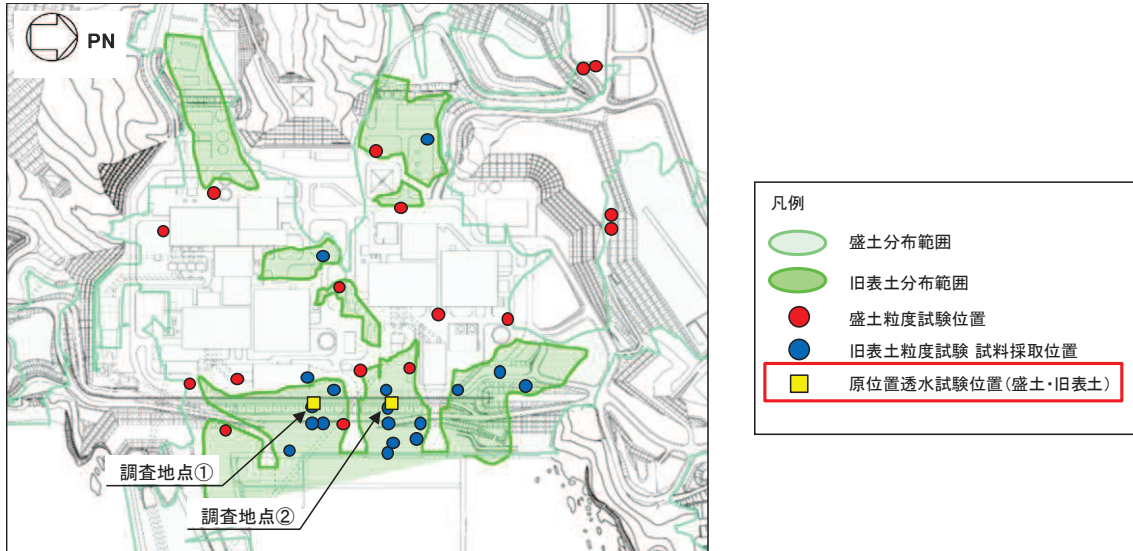 PN
調査地点①
調査地点②
凡例
盛土分布範囲
旧表土分布範囲
盛土粒度試験位置
旧表土粒度試験 試料採取位置
原位置透水試験位置(盛土・旧表土)